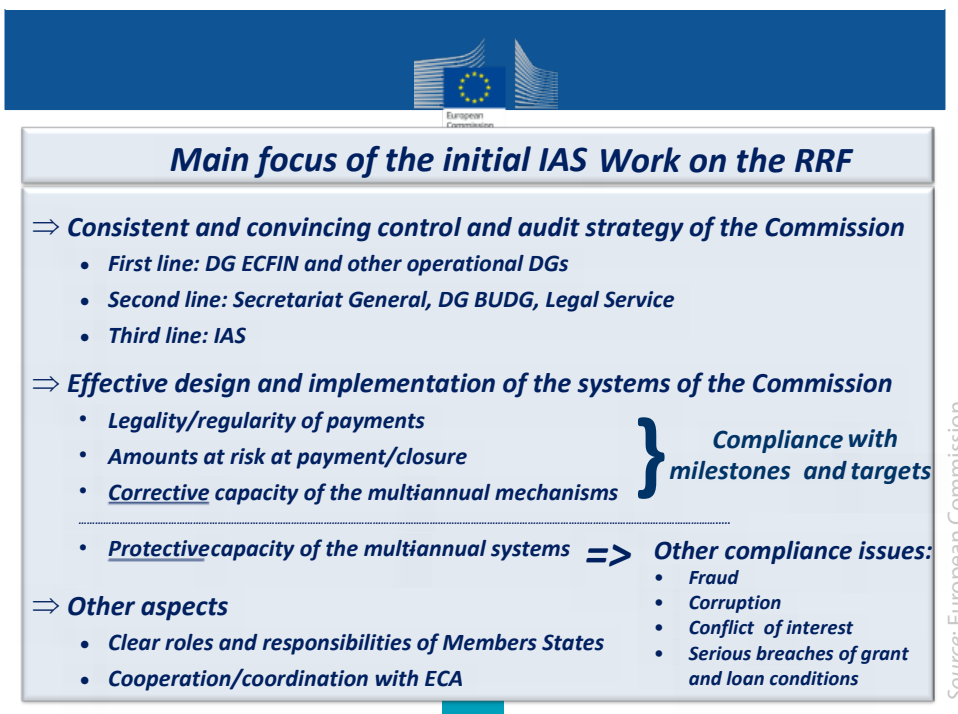 European
Commission
Main focus of the initial IAS Work on the RRF
⇒ Consistent and convincing control and audit strategy of the Commission
• First line: DG ECFIN and other operational DGs
• Second line: Secretariat General, DG BUDG, Legal Service
• Third line: IAS
⇒ Effective design and implementation of the systems of the Commission
• Legality/regularity of payments
• Amounts at risk at payment/closure
• Corrective capacity of the multi-annual mechanisms
} Compliance with
milestones and targets
• Protective capacity of the multi-annual systems => Other compliance issues:
• Fraud
• Corruption
• Conflict of interest
• Serious breaches of grant
and loan conditions
⇒ Other aspects
• Clear roles and responsibilities of Members States
• Cooperation/coordination with ECA
Source: European Commission